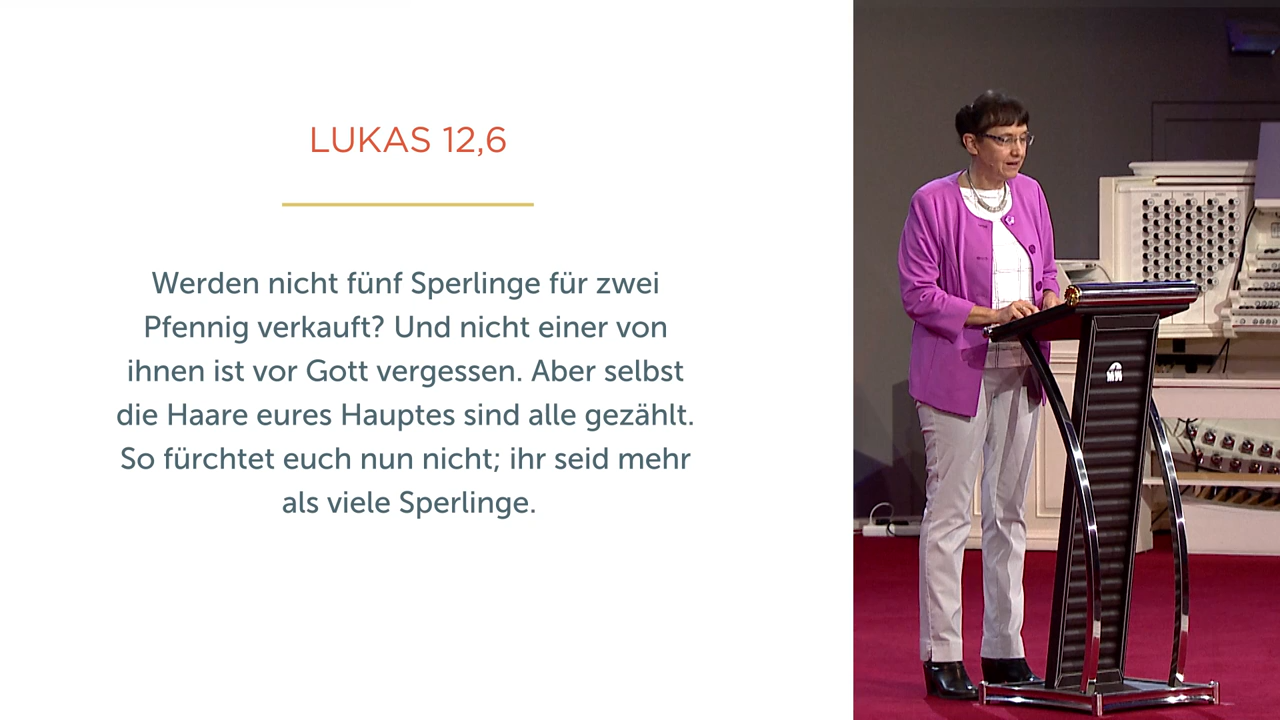 LUKAS 12,6
Werden nicht fünf Sperlinge für zwei
Pfennig verkauft? Und nicht einer von
ihnen ist vor Gott vergessen. Aber selbst
die Haare eures Hauptes sind alle gezählt.
So fürchtet euch nun nicht; ihr seid mehr
als viele Sperlinge.